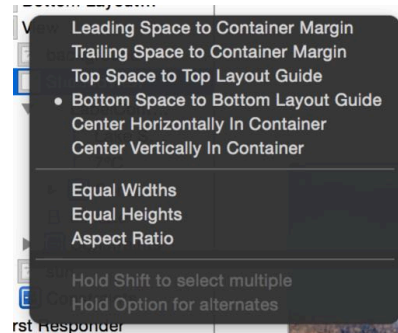 Bottom Layout...
Leading Space to Container Margin
Trailing Space to Container Margin
Top Space to Top Layout Guide
Bottom Space to Bottom Layout Guide
Center Horizontally In Container
Center Vertically In Container
Equal Widths
Equal Heights
Aspect Ratio
Hold Shift to select multiple
Hold Option for alternates
rst Responder